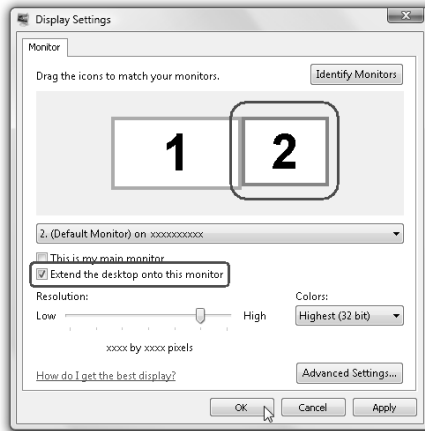 Display Settings
Monitor
Drag the icons to match your monitors.
Identify Monitors
1 2
2. (Default Monitor) on xxxxxxxxxx
This is my main monitor
Extend the desktop onto this monitor
Resolution: Colors:
Low High Highest (32 bit)
xxxx by xxxx pixels
How do I get the best display? Advanced Settings...
OK Cancel Apply